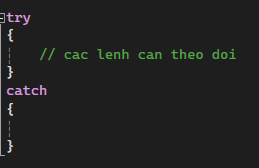 try
{
// cac lenh can theo doi
}
catch
{
}